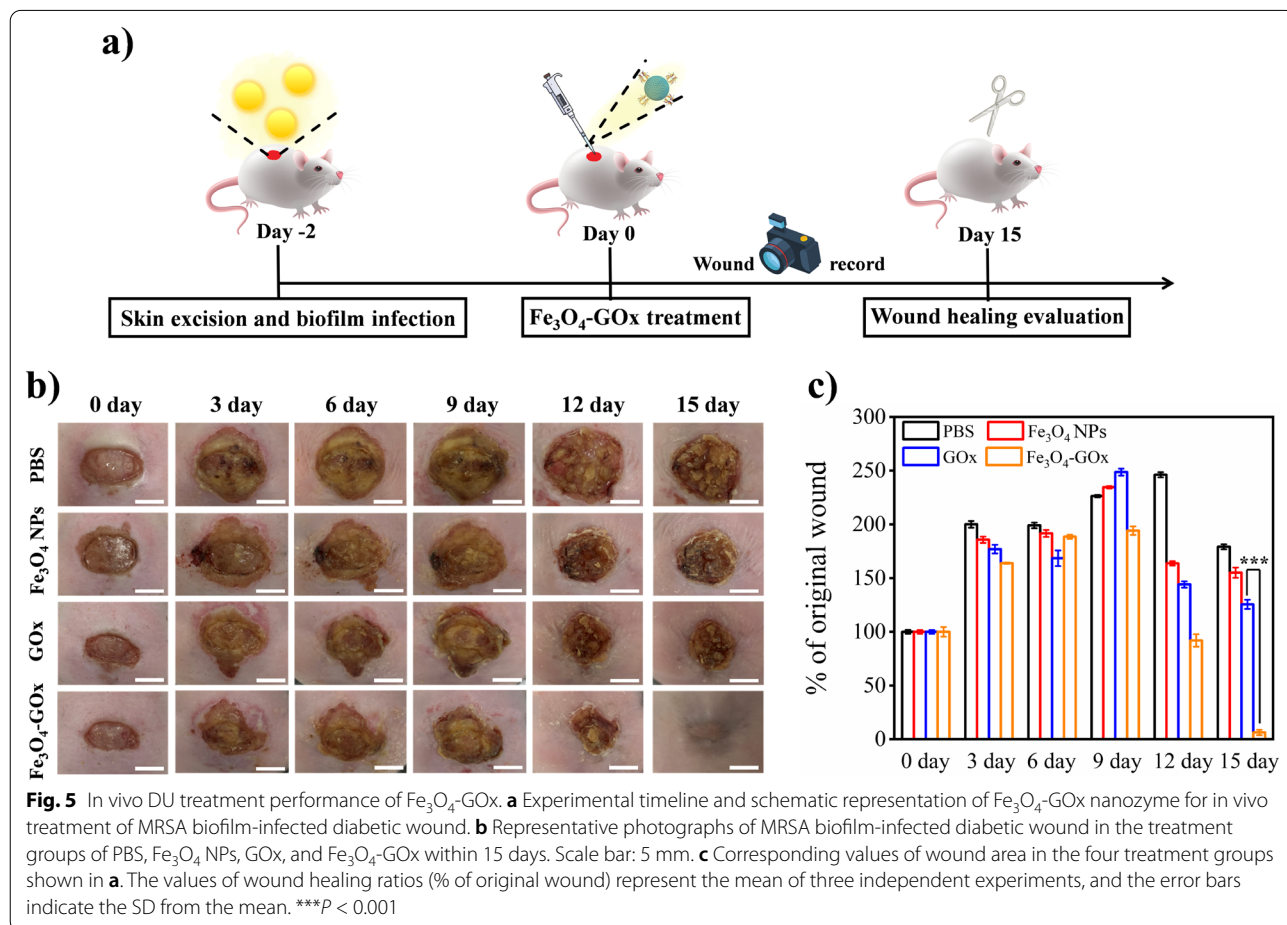 a)
Day -2
Day 0
Day 15
Wound record
Skin excision and biofilm infection
Fe₃O₄-GOx treatment
Wound healing evaluation
b)
0 day 3 day 6 day 9 day 12 day 15 day
PBS
Fe₃O₄ NPs
GOx
Fe₃O₄-GOx
c)
% of original wound
300
250
200
150
100
50
0
PBS Fe₃O₄ NPs
GOx Fe₃O₄-GOx
***
0 day 3 day 6 day 9 day 12 day 15 day
Fig. 5 In vivo DU treatment performance of Fe₃O₄-GOx. a Experimental timeline and schematic representation of Fe₃O₄-GOx nanozyme for in vivo
treatment of MRSA biofilm-infected diabetic wound. b Representative photographs of MRSA biofilm-infected diabetic wound in the treatment
groups of PBS, Fe₃O₄ NPs, GOx, and Fe₃O₄-GOx within 15 days. Scale bar: 5 mm. c Corresponding values of wound area in the four treatment groups
shown in a. The values of wound healing ratios (% of original wound) represent the mean of three independent experiments, and the error bars
indicate the SD from the mean. ***P < 0.001